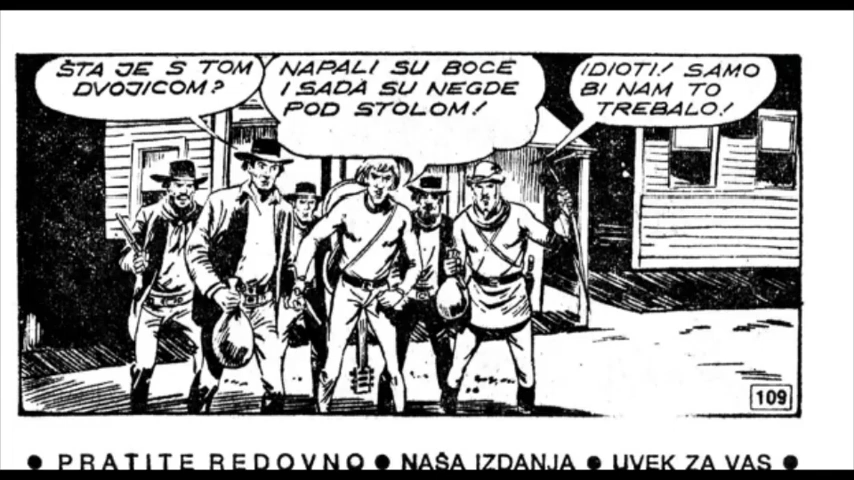 ŠTA JE S TOM
DVOJICOM?
NAPALI SU BOCE
I SADA SU NEGDE
POD STOLOM!
IDIOTI! SAMO
BI NAM TO
TREBALO!
109
● PRATITE REDOVNO ● NAŠA IZDANJA ● UVEK ZA VAS ●